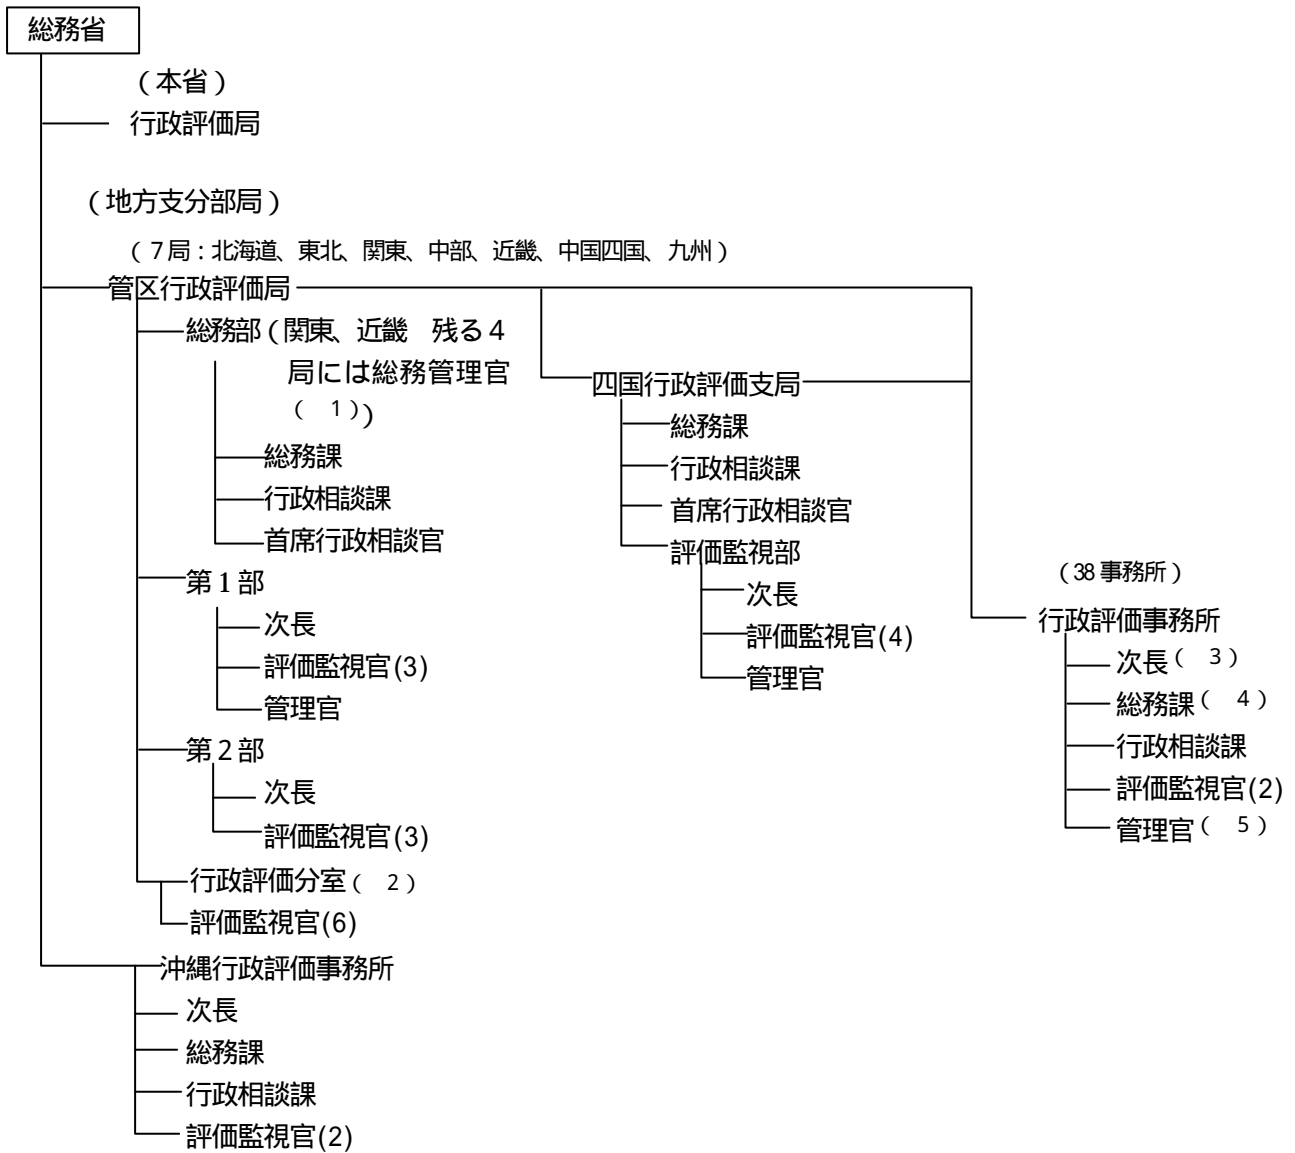 総務省
（本省）
行政評価局
（地方支分部局）
（７局：北海道、東北、関東、中部、近畿、中国四国、九州）
管区行政評価局
総務部（関東、近畿　残る４
局には総務管理官
（　1））
総務課
行政相談課
首席行政相談官
第１部
次長
評価監視官(3)
管理官
第２部
次長
評価監視官(3)
行政評価分室（　2）
評価監視官(6)
四国行政評価支局
総務課
行政相談課
首席行政相談官
評価監視部
次長
評価監視官(4)
管理官
（38事務所）
行政評価事務所
次長（　3）
総務課（　4）
行政相談課
評価監視官(2)
管理官（　5）
沖縄行政評価事務所
次長
総務課
行政相談課
評価監視官(2)